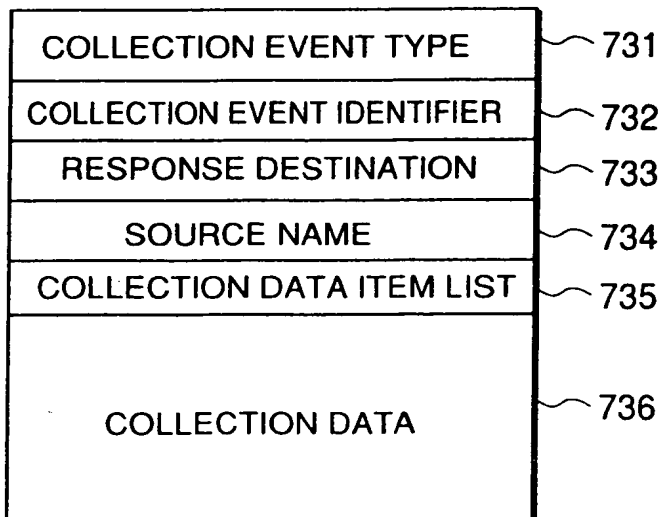 COLLECTION EVENT TYPE 731
COLLECTION EVENT IDENTIFIER 732
RESPONSE DESTINATION 733
SOURCE NAME 734
COLLECTION DATA ITEM LIST 735
COLLECTION DATA 736